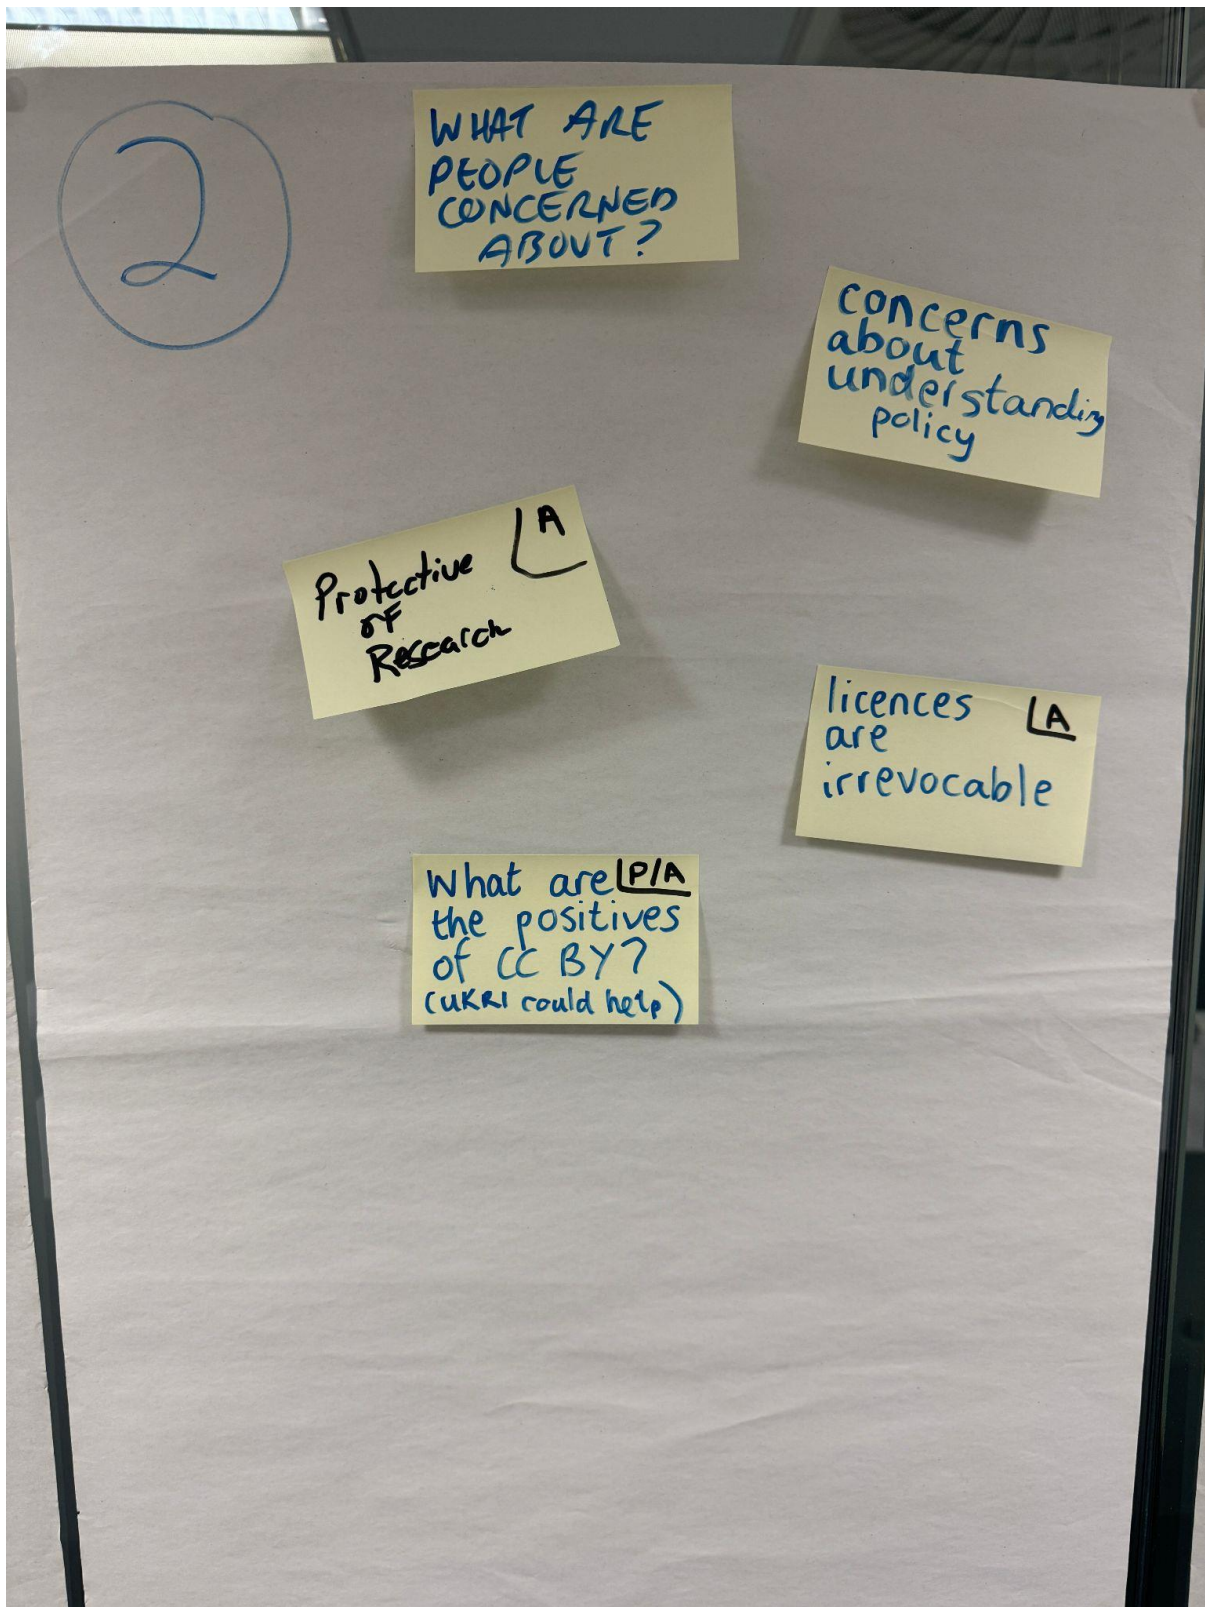 2
WHAT ARE
PEOPLE
CONCERNED
ABOUT?
concerns
about
understanding
policy
A
Protective
of
Research
licences
A
are
irrevocable
What are P/A
the positives
of CC BY?
(UKRI could help)